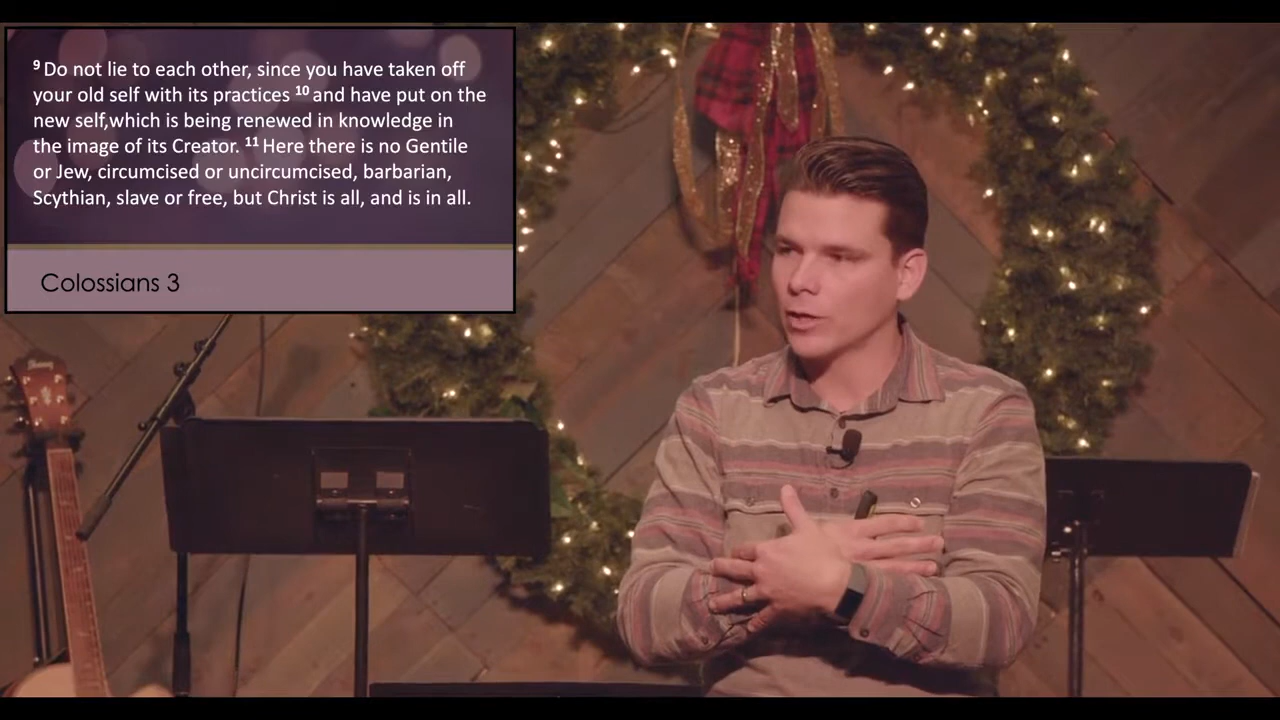 ⁹ Do not lie to each other, since you have taken off
your old self with its practices ¹⁰ and have put on the
new self,which is being renewed in knowledge in
the image of its Creator. ¹¹ Here there is no Gentile
or Jew, circumcised or uncircumcised, barbarian,
Scythian, slave or free, but Christ is all, and is in all.
Colossians 3
Ibanez